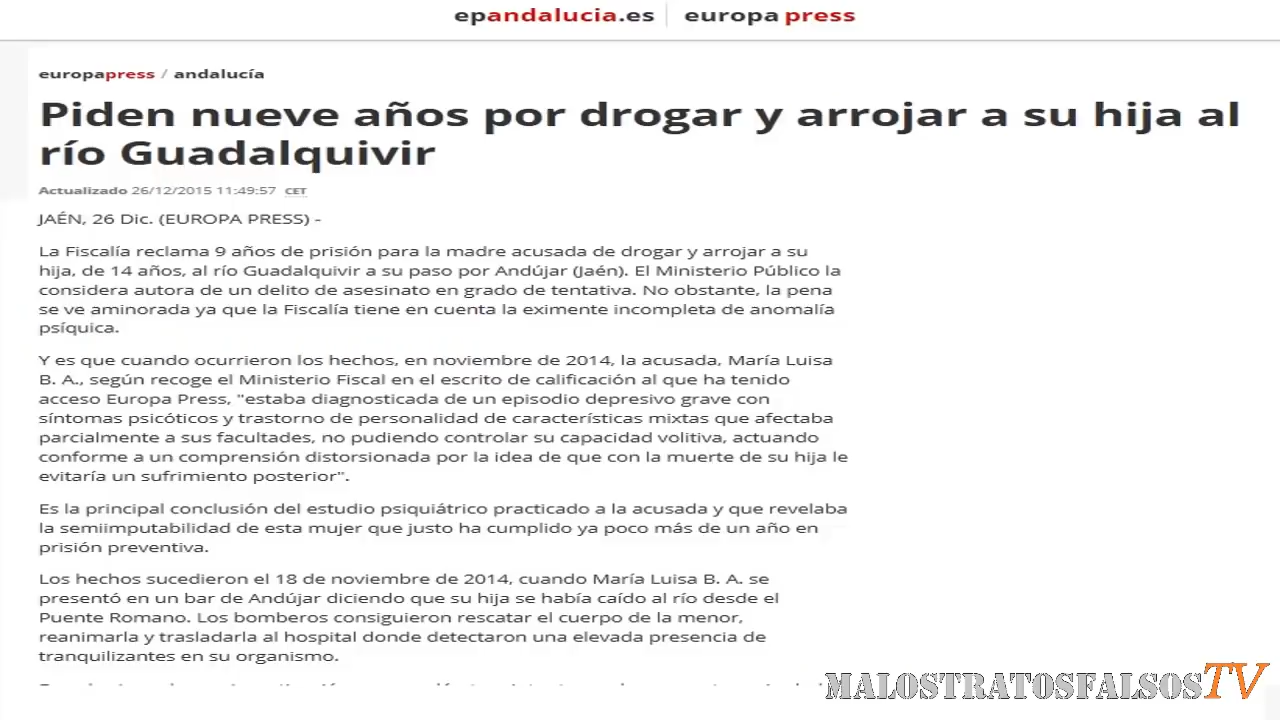 epandalucia.es europa press
europapress / andalucía
Piden nueve años por drogar y arrojar a su hija al
río Guadalquivir
Actualizado 26/12/2015 11:49:57 CET
JAÉN, 26 Dic. (EUROPA PRESS) -
La Fiscalía reclama 9 años de prisión para la madre acusada de drogar y arrojar a su
hija, de 14 años, al río Guadalquivir a su paso por Andújar (Jaén). El Ministerio Público la
considera autora de un delito de asesinato en grado de tentativa. No obstante, la pena
se ve aminorada ya que la Fiscalía tiene en cuenta la eximente incompleta de anomalía
psíquica.
Y es que cuando ocurrieron los hechos, en noviembre de 2014, la acusada, María Luisa
B. A., según recoge el Ministerio Fiscal en el escrito de calificación al que ha tenido
acceso Europa Press, "estaba diagnosticada de un episodio depresivo grave con
síntomas psicóticos y trastorno de personalidad de características mixtas que afectaba
parcialmente a sus facultades, no pudiendo controlar su capacidad volitiva, actuando
conforme a un comprensión distorsionada por la idea de que con la muerte de su hija le
evitaría un sufrimiento posterior".
Es la principal conclusión del estudio psiquiátrico practicado a la acusada y que revelaba
la semiimputabilidad de esta mujer que justo ha cumplido ya poco más de un año en
prisión preventiva.
Los hechos sucedieron el 18 de noviembre de 2014, cuando María Luisa B. A. se
presentó en un bar de Andújar diciendo que su hija se había caído al río desde el
Puente Romano. Los bomberos consiguieron rescatar el cuerpo de la menor,
reanimarla y trasladarla al hospital donde detectaron una elevada presencia de
tranquilizantes en su organismo.
MALOSTRATOSFALSOSTV